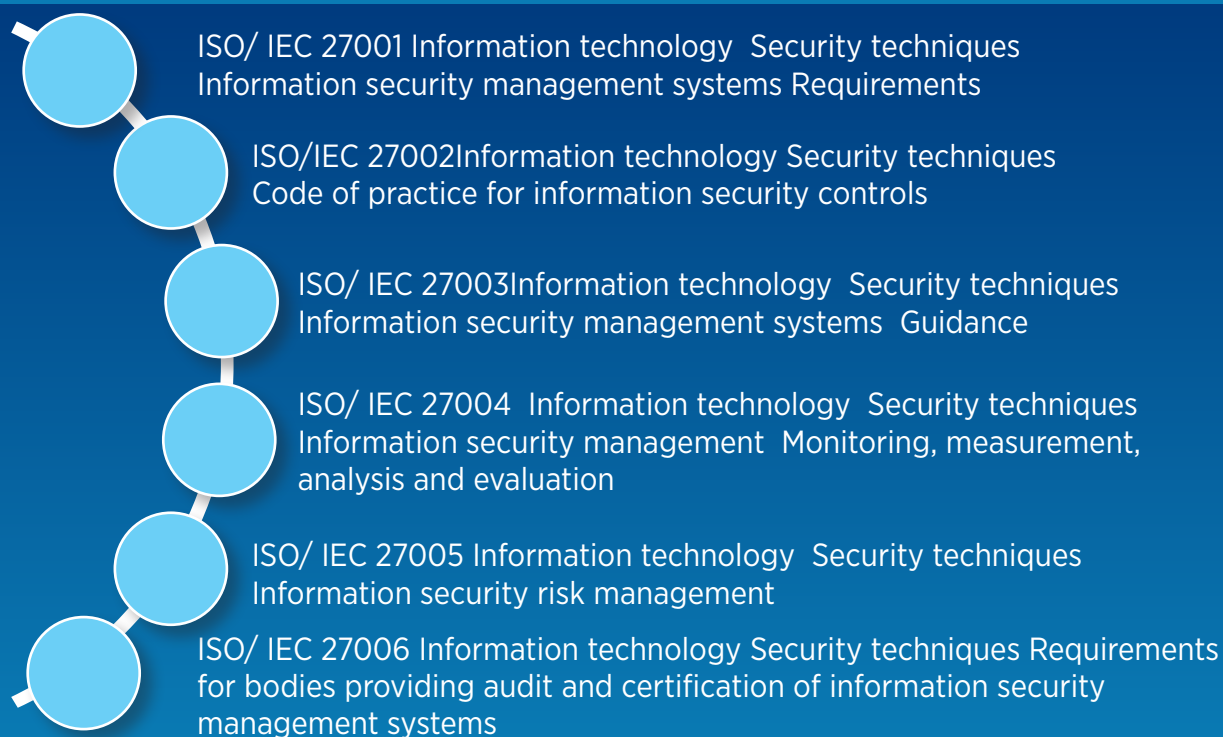 ISO/ IEC 27001 Information technology  Security techniques
Information security management systems Requirements
ISO/IEC 27002Information technology Security techniques
Code of practice for information security controls
ISO/ IEC 27003Information technology  Security techniques
Information security management systems  Guidance
ISO/ IEC 27004  Information technology  Security techniques
Information security management  Monitoring, measurement,
analysis and evaluation
ISO/ IEC 27005 Information technology  Security techniques
Information security risk management
ISO/ IEC 27006 Information technology Security techniques Requirements
for bodies providing audit and certification of information security
management systems